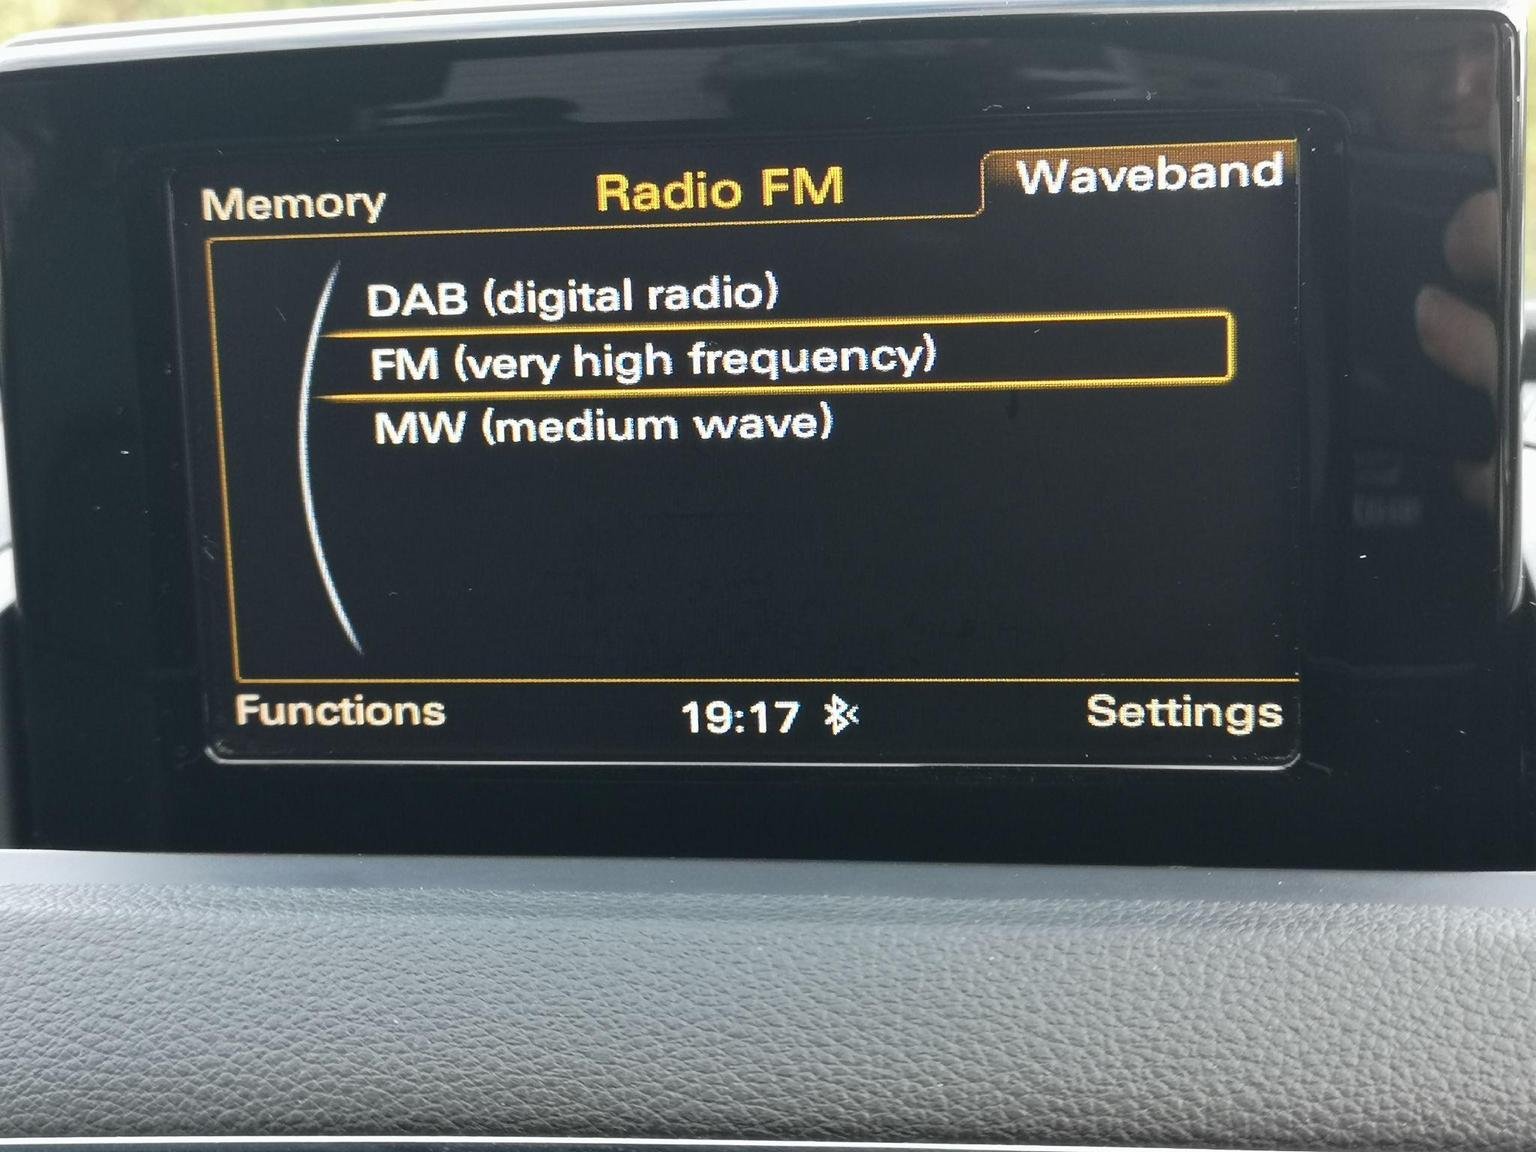 Memory Radio FM Waveband
DAB (digital radio)
FM (very high frequency)
MW (medium wave)
Functions 19:17 Settings